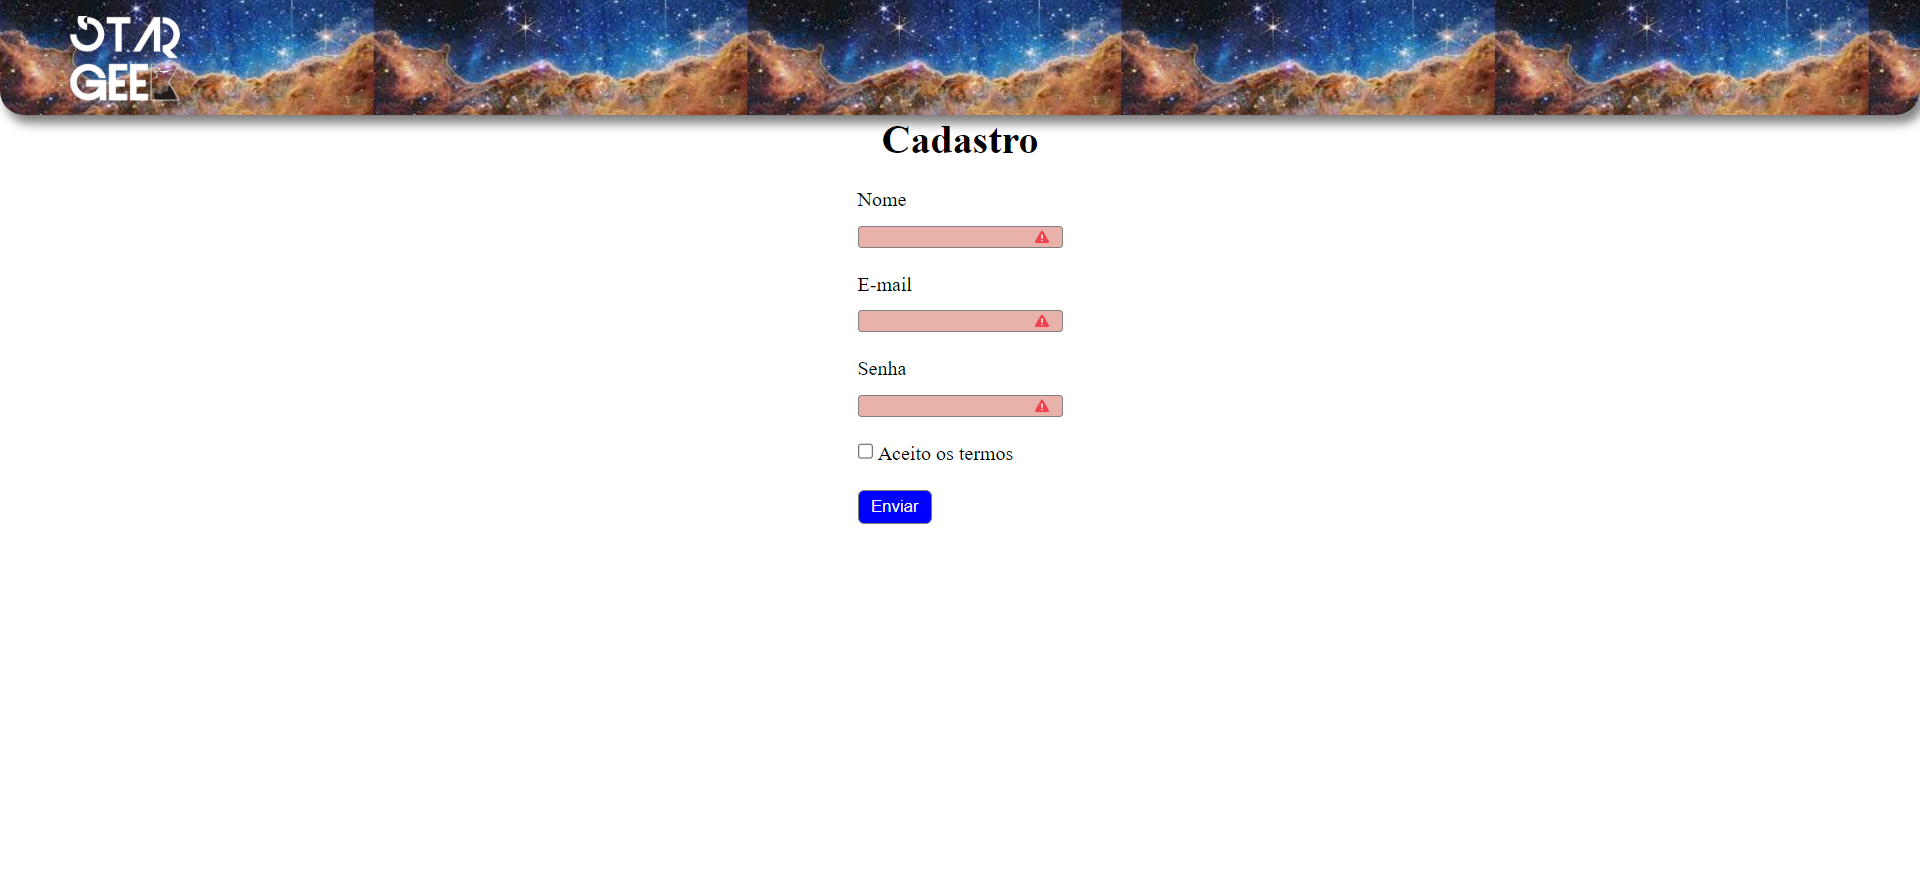 STAR
GEEK
Cadastro
Nome
E-mail
Senha
Aceito os termos
Enviar